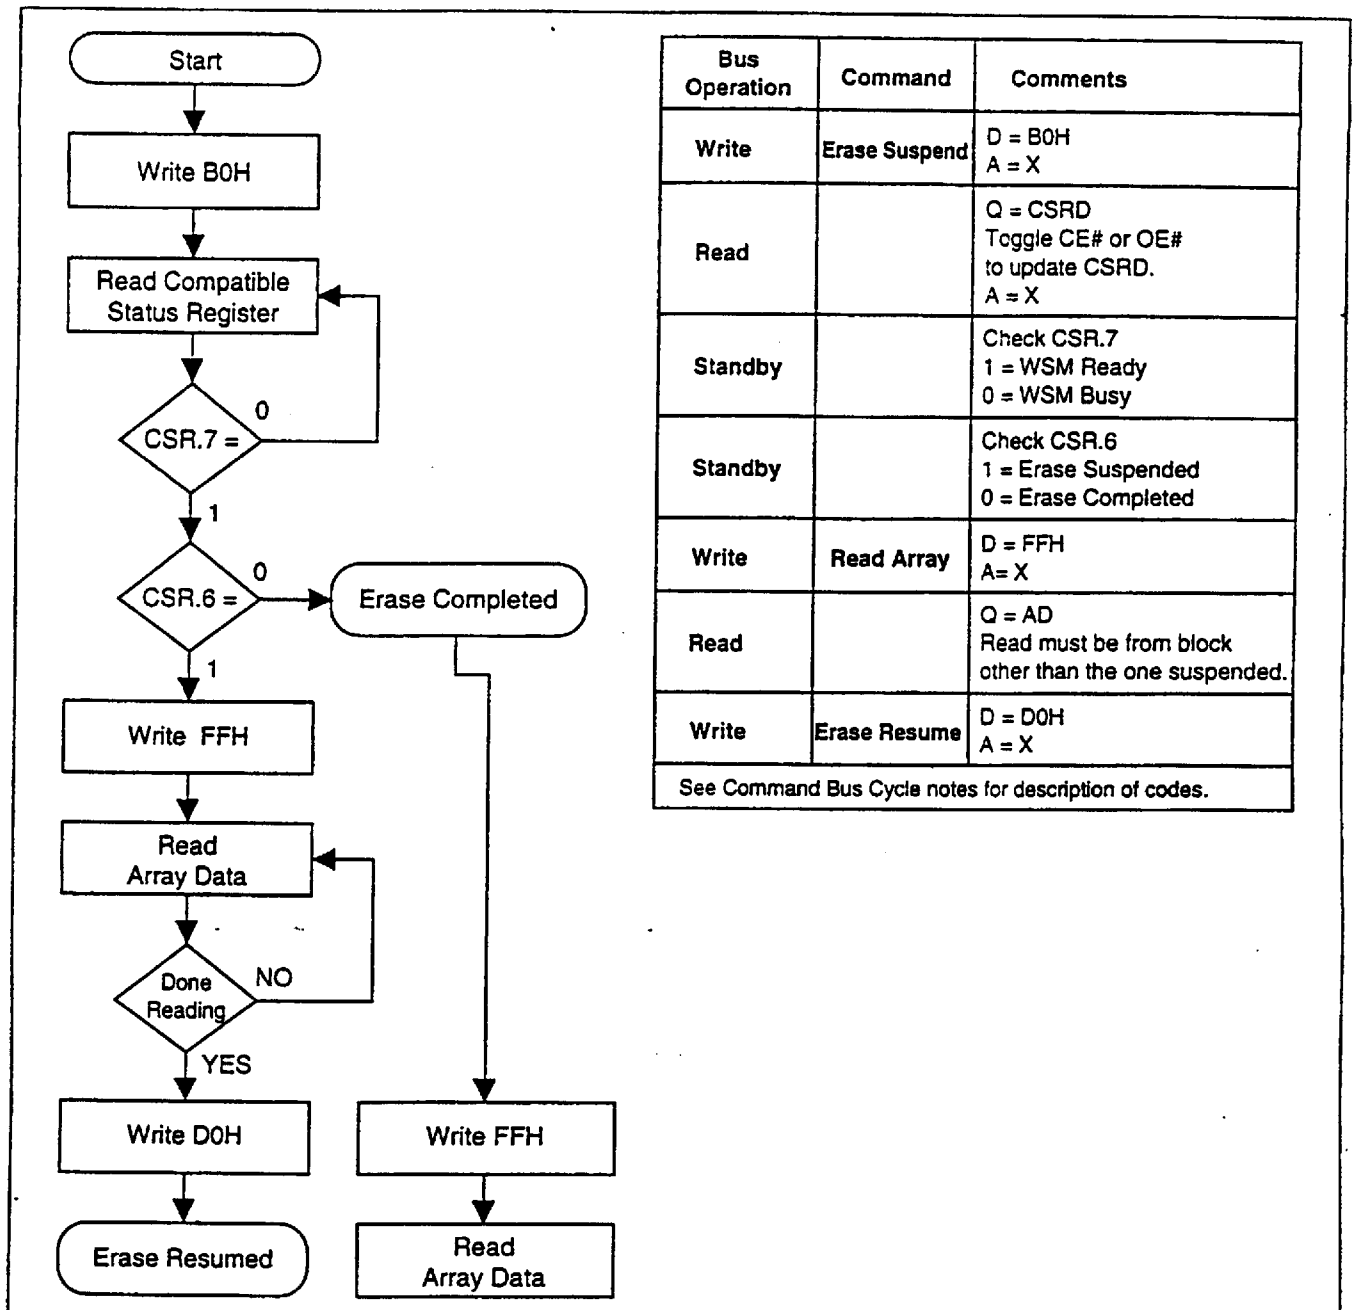 Start
Write B0H
Read Compatible
Status Register
0
CSR.7 =
1
0
CSR.6 =
Erase Completed
1
Write FFH
Read
Array Data
Done
Reading
NO
YES
Write D0H
Write FFH
Erase Resumed
Read
Array Data
Bus
Operation
Command
Comments
Write
Erase Suspend
D = B0H
A = X
Read
Q = CSRD
Toggle CE# or OE#
to update CSRD.
A = X
Standby
Check CSR.7
1 = WSM Ready
0 = WSM Busy
Standby
Check CSR.6
1 = Erase Suspended
0 = Erase Completed
Write
Read Array
D = FFH
A= X
Read
Q = AD
Read must be from block
other than the one suspended.
Write
Erase Resume
D = D0H
A = X
See Command Bus Cycle notes for description of codes.